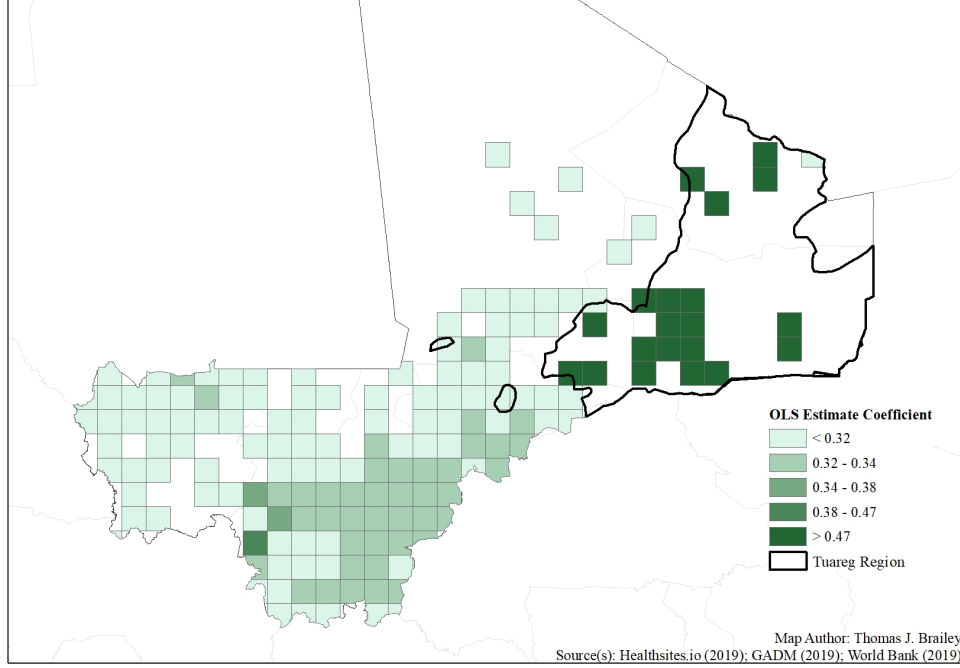 OLS Estimate Coefficient
< 0.32
0.32 - 0.34
0.34 - 0.38
0.38 - 0.47
> 0.47
Tuareg Region
Map Author: Thomas J. Brailey
Source(s): Healthsites.io (2019); GADM (2019); World Bank (2019)